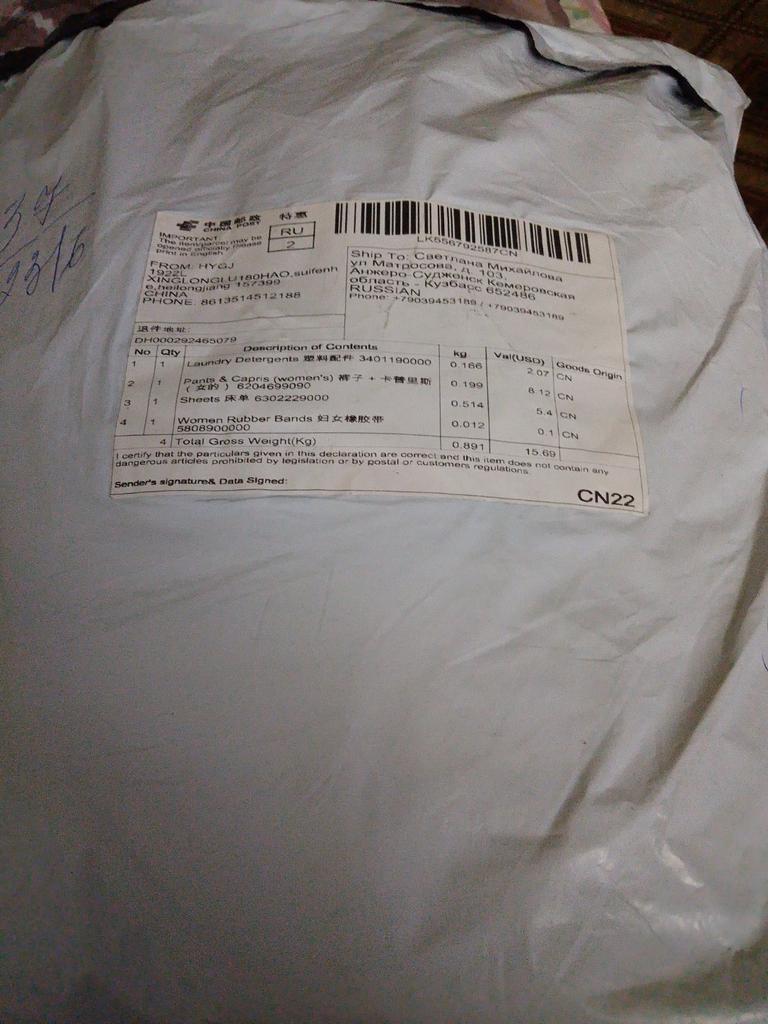 37
23/6
中国邮政 特惠
CHINA POST
RU
2
IMPORTANT:
The item/parcel may be
opened officially. Please
print in English
LK556792587CN
FROM: HYGJ
1922L
XINGLONGLU180HAO,suifenh
e,heilongjiang 157399
CHINA
PHONE: 8613514512188
Ship To: Светлана Михайлова
ул Матросова, д. 103,
Анжеро-Судженск Кемеровская
область - Кузбасс 652486
RUSSIAN
Phone: +79039453189 / +79039453189
退件地址:
DH000292465079
No Qty Description of Contents kg Val(USD) Goods Origin
1 1 Laundry Detergents 塑料配件 3401190000 0.166 2.07 CN
2 1 Pants & Capris (women's) 裤子 + 卡普里斯
(女的) 6204699090 0.199 8.12 CN
3 1 Sheets 床单 6302229000 0.514 5.4 CN
4 1 Women Rubber Bands 妇女橡胶带
5808900000 0.012 0.1 CN
4 Total Gross Weight(Kg) 0.891 15.69
I certify that the particulars given in this declaration are correct and this item does not contain any
dangerous articles prohibited by legislation or by postal or customers regulations.
Sender's signature& Data Signed:
CN22